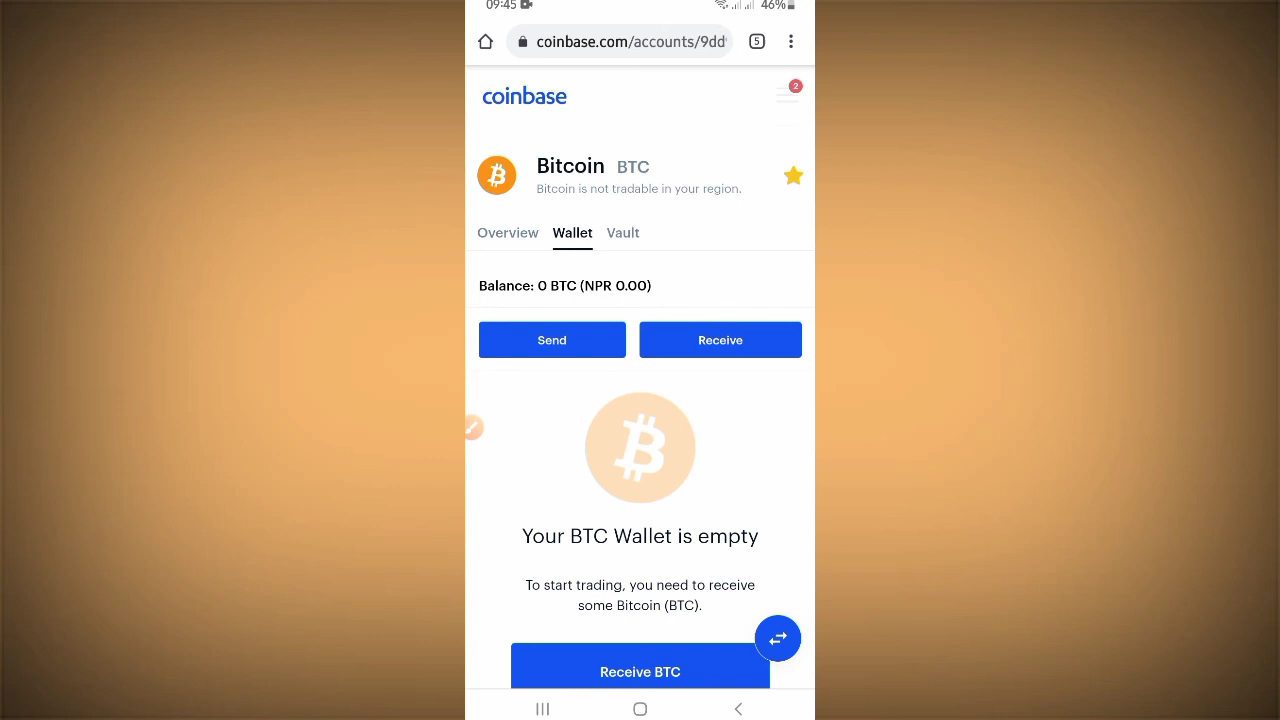 09:45 46%
coinbase.com/accounts/9dd
5
coinbase
2
Bitcoin BTC
Bitcoin is not tradable in your region.
Overview Wallet Vault
Balance: 0 BTC (NPR 0.00)
Send Receive
Your BTC Wallet is empty
To start trading, you need to receive
some Bitcoin (BTC).
Receive BTC